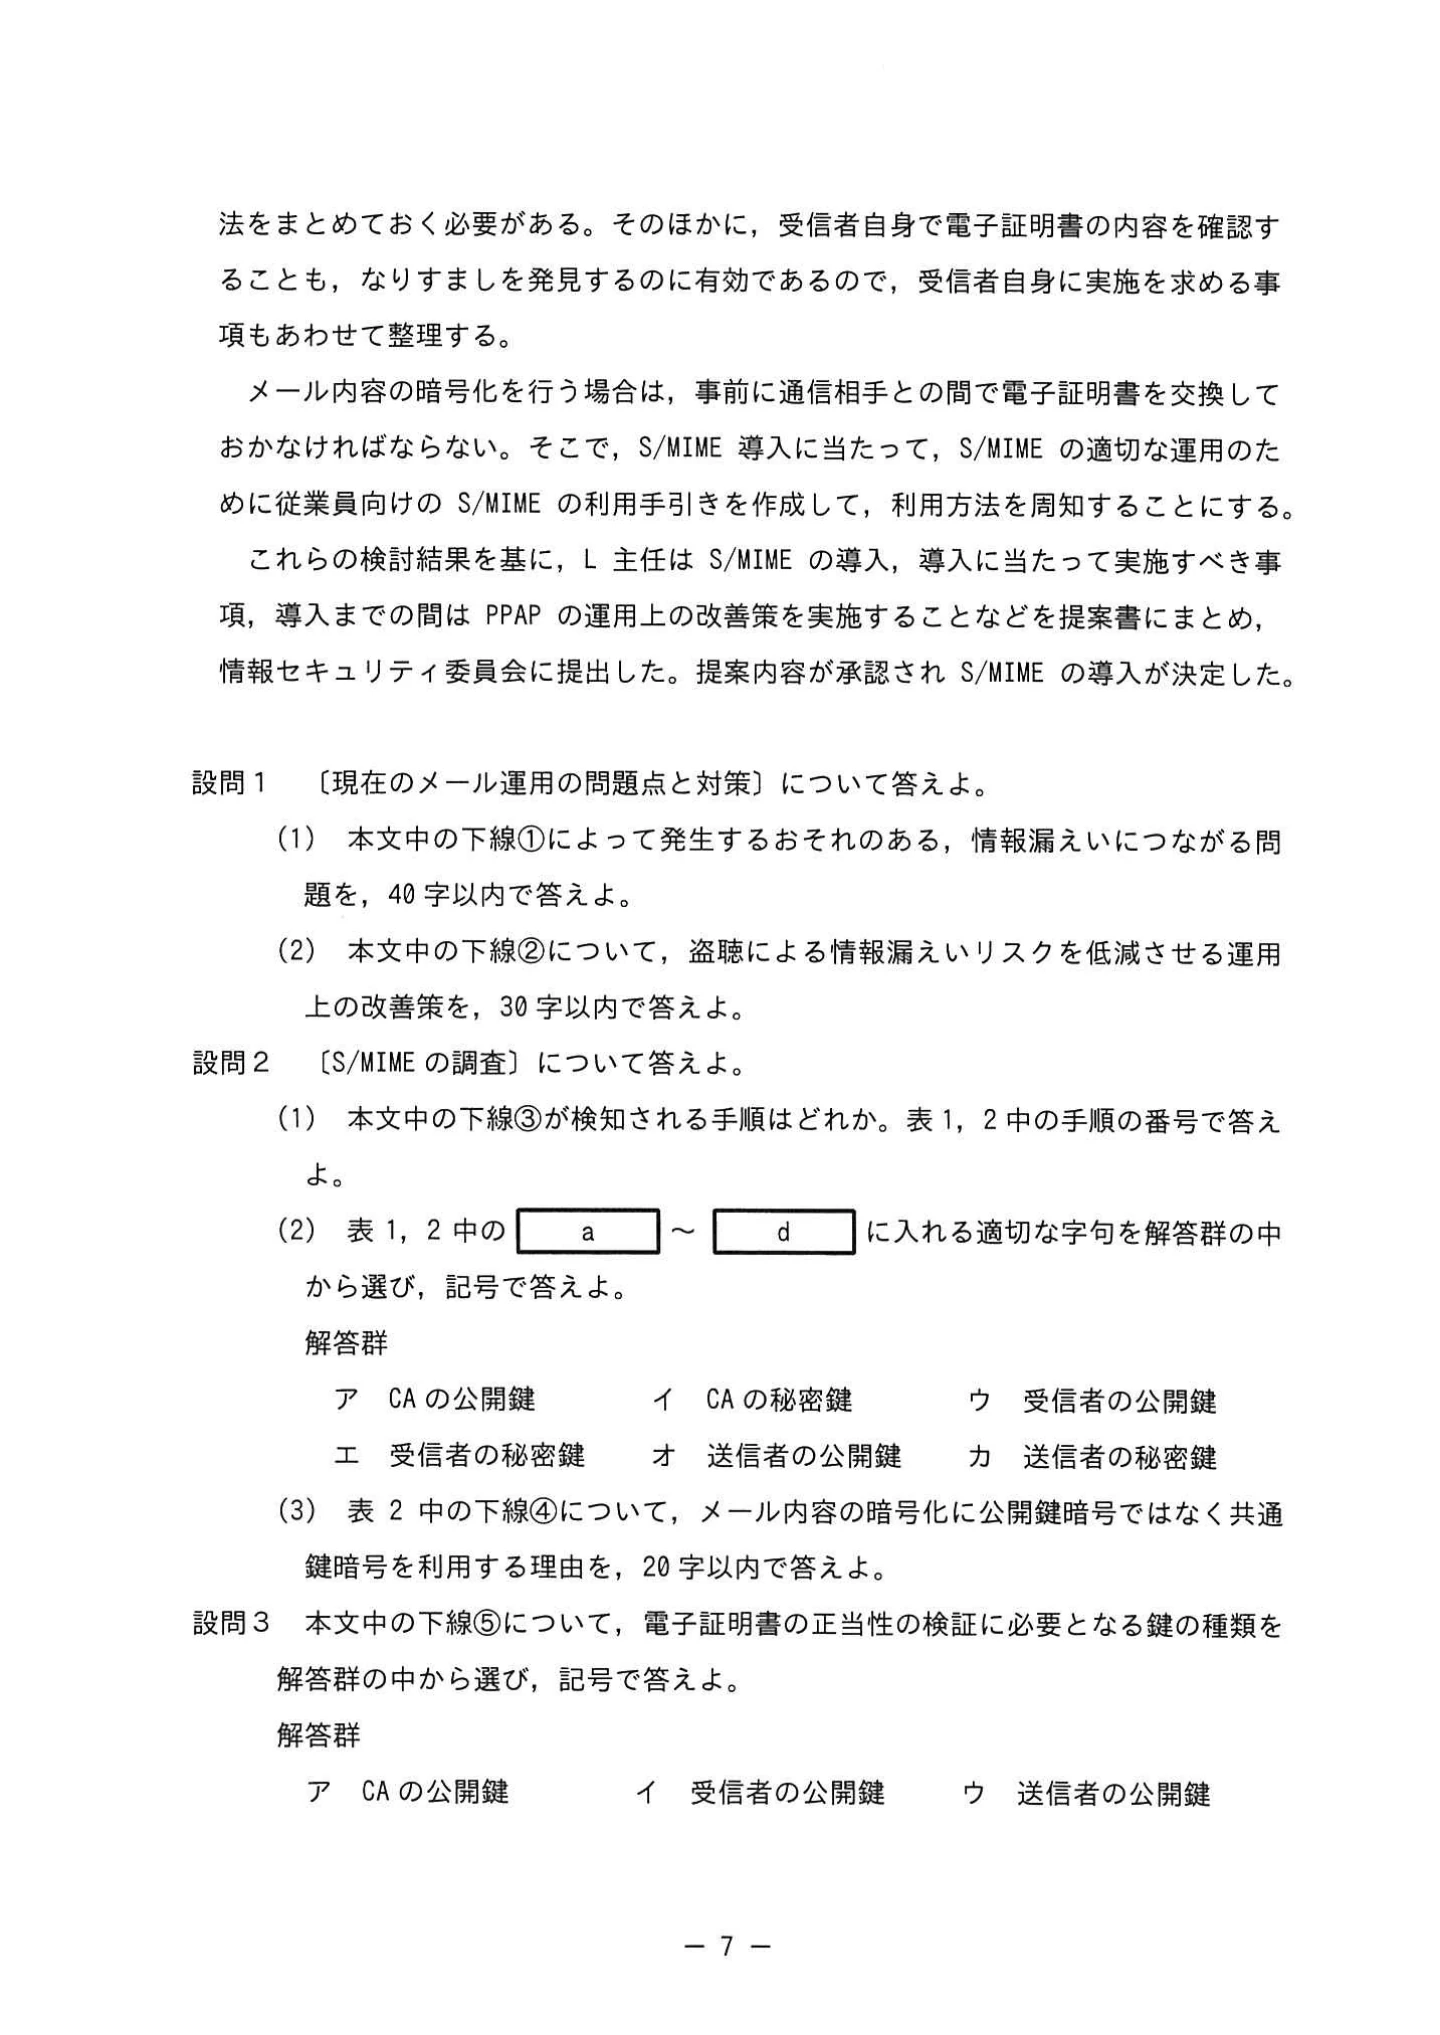 法をまとめておく必要がある。そのほかに，受信者自身で電子証明書の内容を確認す
ることも，なりすましを発見するのに有効であるので，受信者自身に実施を求める事
項もあわせて整理する。
メール内容の暗号化を行う場合は，事前に通信相手との間で電子証明書を交換して
おかなければならない。そこで，S/MIME 導入に当たって，S/MIME の適切な運用のた
めに従業員向けの S/MIME の利用手引きを作成して，利用方法を周知することにする。
これらの検討結果を基に，L 主任は S/MIME の導入，導入に当たって実施すべき事
項，導入までの間は PPAP の運用上の改善策を実施することなどを提案書にまとめ，
情報セキュリティ委員会に提出した。提案内容が承認され S/MIME の導入が決定した。
設問1 〔現在のメール運用の問題点と対策〕について答えよ。
(1) 本文中の下線①によって発生するおそれのある，情報漏えいにつながる問
題を，40 字以内で答えよ。
(2) 本文中の下線②について，盗聴による情報漏えいリスクを低減させる運用
上の改善策を，30 字以内で答えよ。
設問2 〔S/MIME の調査〕について答えよ。
(1) 本文中の下線③が検知される手順はどれか。表 1，2 中の手順の番号で答え
よ。
(2) 表 1，2 中の a ～ d に入れる適切な字句を解答群の中
から選び，記号で答えよ。
解答群
ア CA の公開鍵 イ CA の秘密鍵 ウ 受信者の公開鍵
エ 受信者の秘密鍵 オ 送信者の公開鍵 カ 送信者の秘密鍵
(3) 表 2 中の下線④について，メール内容の暗号化に公開鍵暗号ではなく共通
鍵暗号を利用する理由を，20 字以内で答えよ。
設問3 本文中の下線⑤について，電子証明書の正当性の検証に必要となる鍵の種類を
解答群の中から選び，記号で答えよ。
解答群
ア CA の公開鍵 イ 受信者の公開鍵 ウ 送信者の公開鍵
－ 7 －